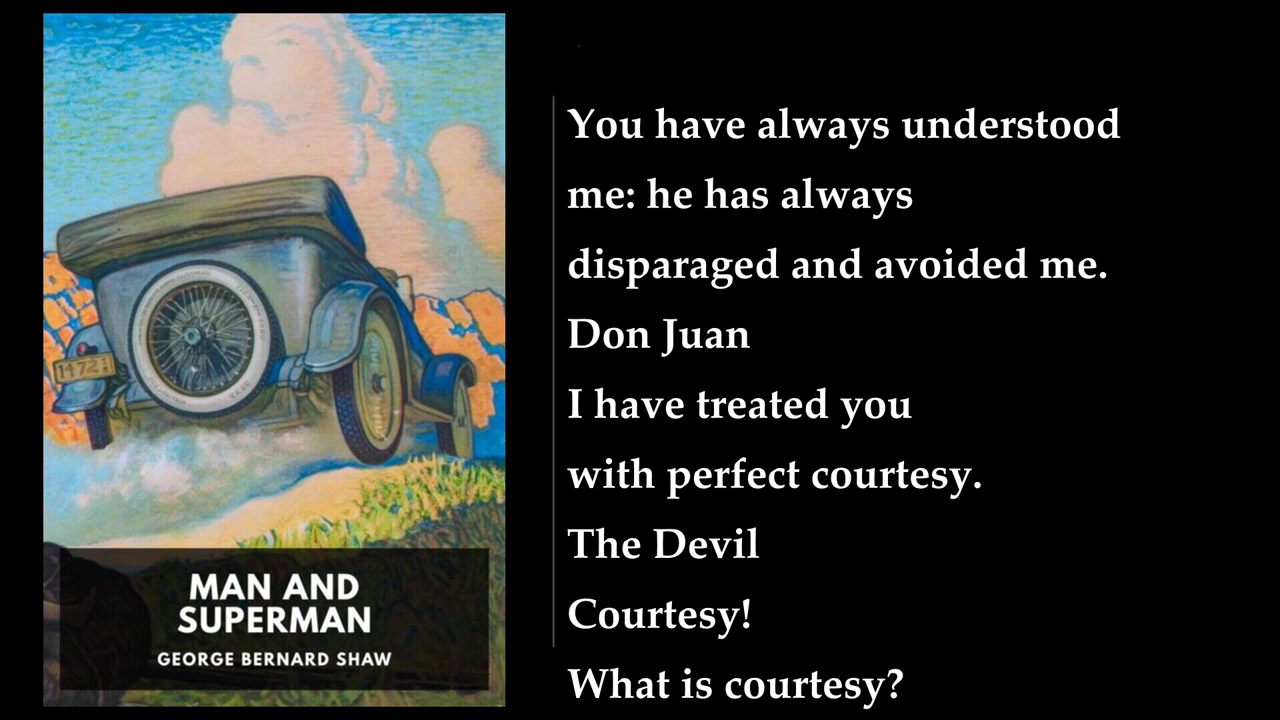 You have always understood
me: he has always
disparaged and avoided me.
Don Juan
I have treated you
with perfect courtesy.
The Devil
Courtesy!
What is courtesy?
1472
MAN AND
SUPERMAN
GEORGE BERNARD SHAW